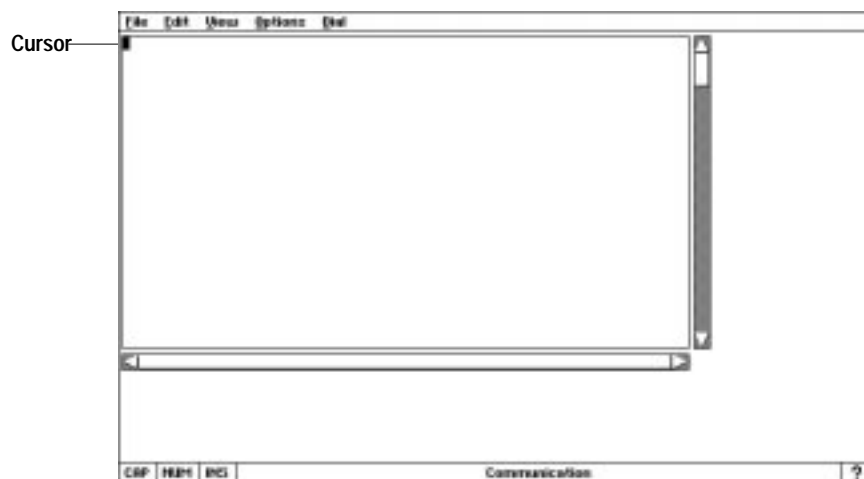 File Edit View Options Dial
Cursor
CAP NUM INS Communication ?